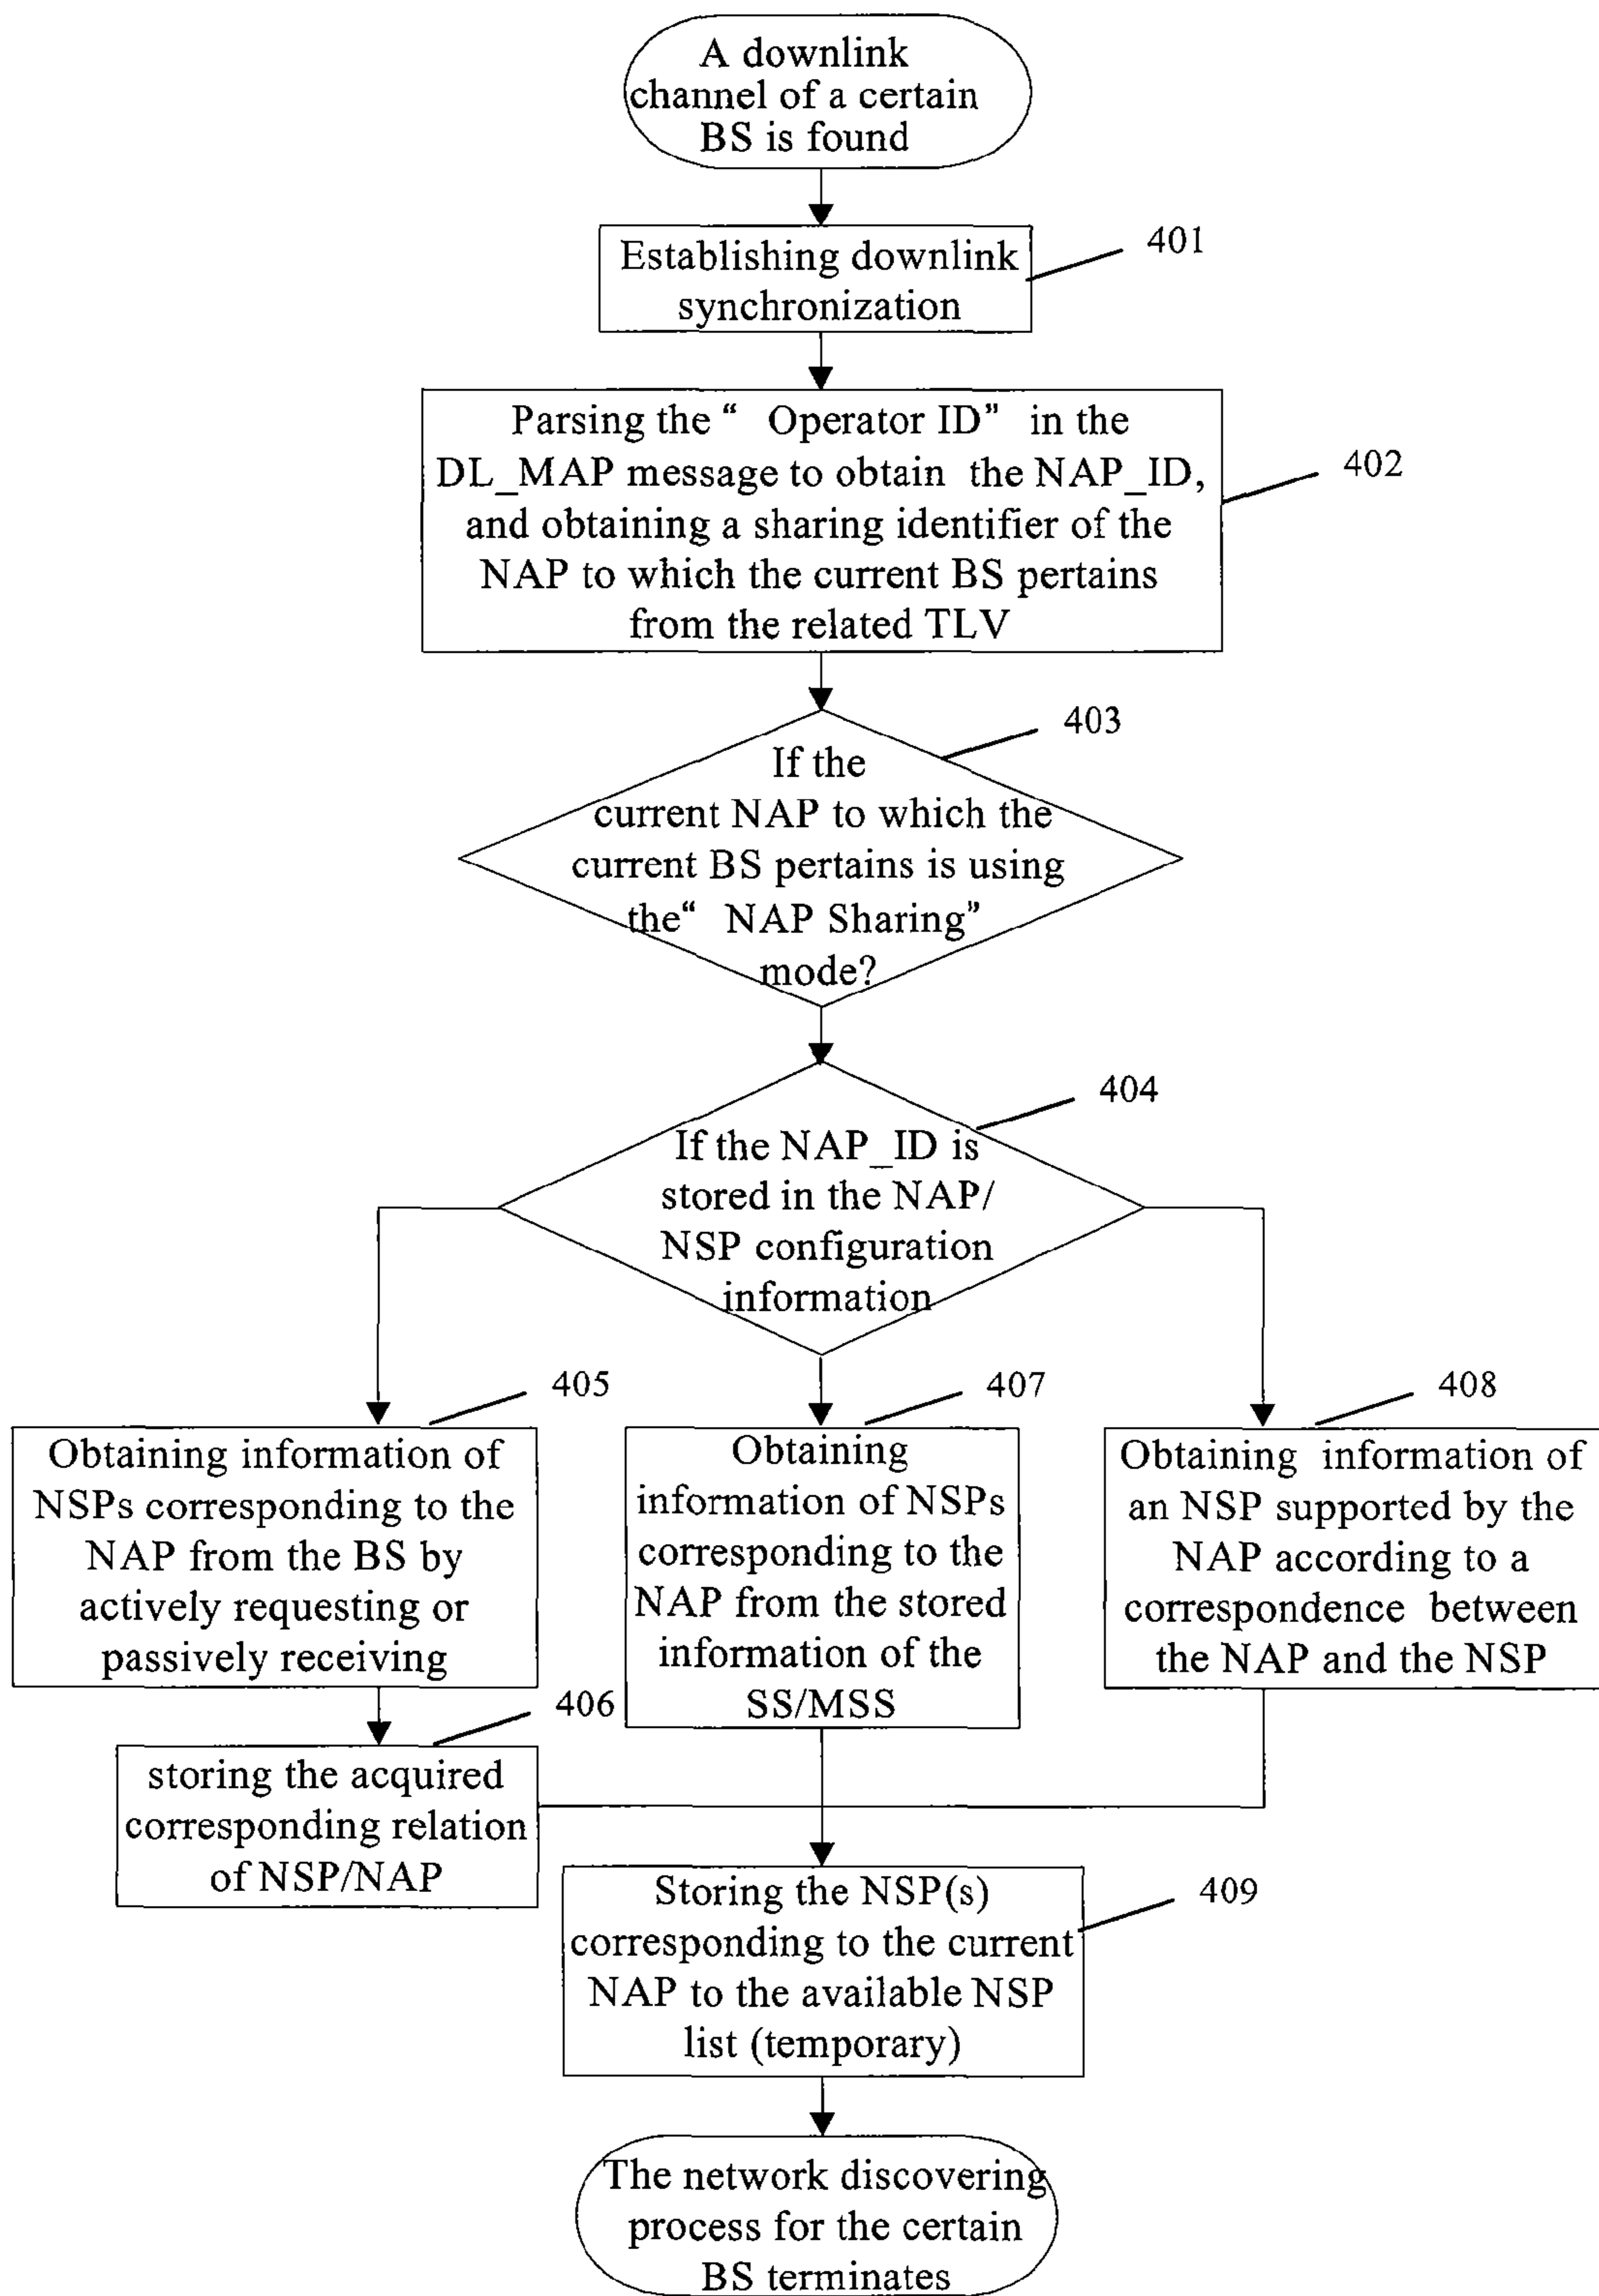 A downlink
channel of a certain
BS is found
401
Establishing downlink
synchronization
Parsing the “ Operator ID” in the
DL_MAP message to obtain the NAP_ID,
and obtaining a sharing identifier of the
NAP to which the current BS pertains
from the related TLV
402
403
If the
current NAP to which the
current BS pertains is using
the“ NAP Sharing”
mode?
404
If the NAP_ID is
stored in the NAP/
NSP configuration
information
405
Obtaining information of
NSPs corresponding to the
NAP from the BS by
actively requesting or
passively receiving
407
Obtaining
information of NSPs
corresponding to the
NAP from the stored
information of the
SS/MSS
408
Obtaining information of
an NSP supported by the
NAP according to a
correspondence between
the NAP and the NSP
406
storing the acquired
corresponding relation
of NSP/NAP
Storing the NSP(s)
corresponding to the current
NAP to the available NSP
list (temporary)
409
The network discovering
process for the certain
BS terminates